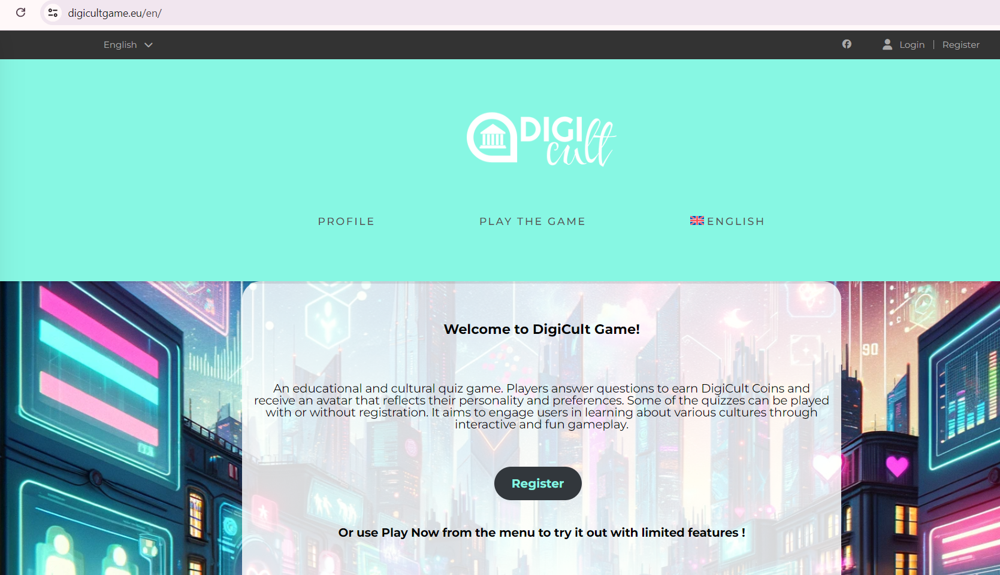 digicultgame.eu/en/
English
Login | Register
DIGI
cult
PROFILE
PLAY THE GAME
ENGLISH
90
Welcome to DigiCult Game!
An educational and cultural quiz game. Players answer questions to earn DigiCult Coins and
receive an avatar that reflects their personality and preferences. Some of the quizzes can be played
with or without registration. It aims to engage users in learning about various cultures through
interactive and fun gameplay.
Register
Or use Play Now from the menu to try it out with limited features !